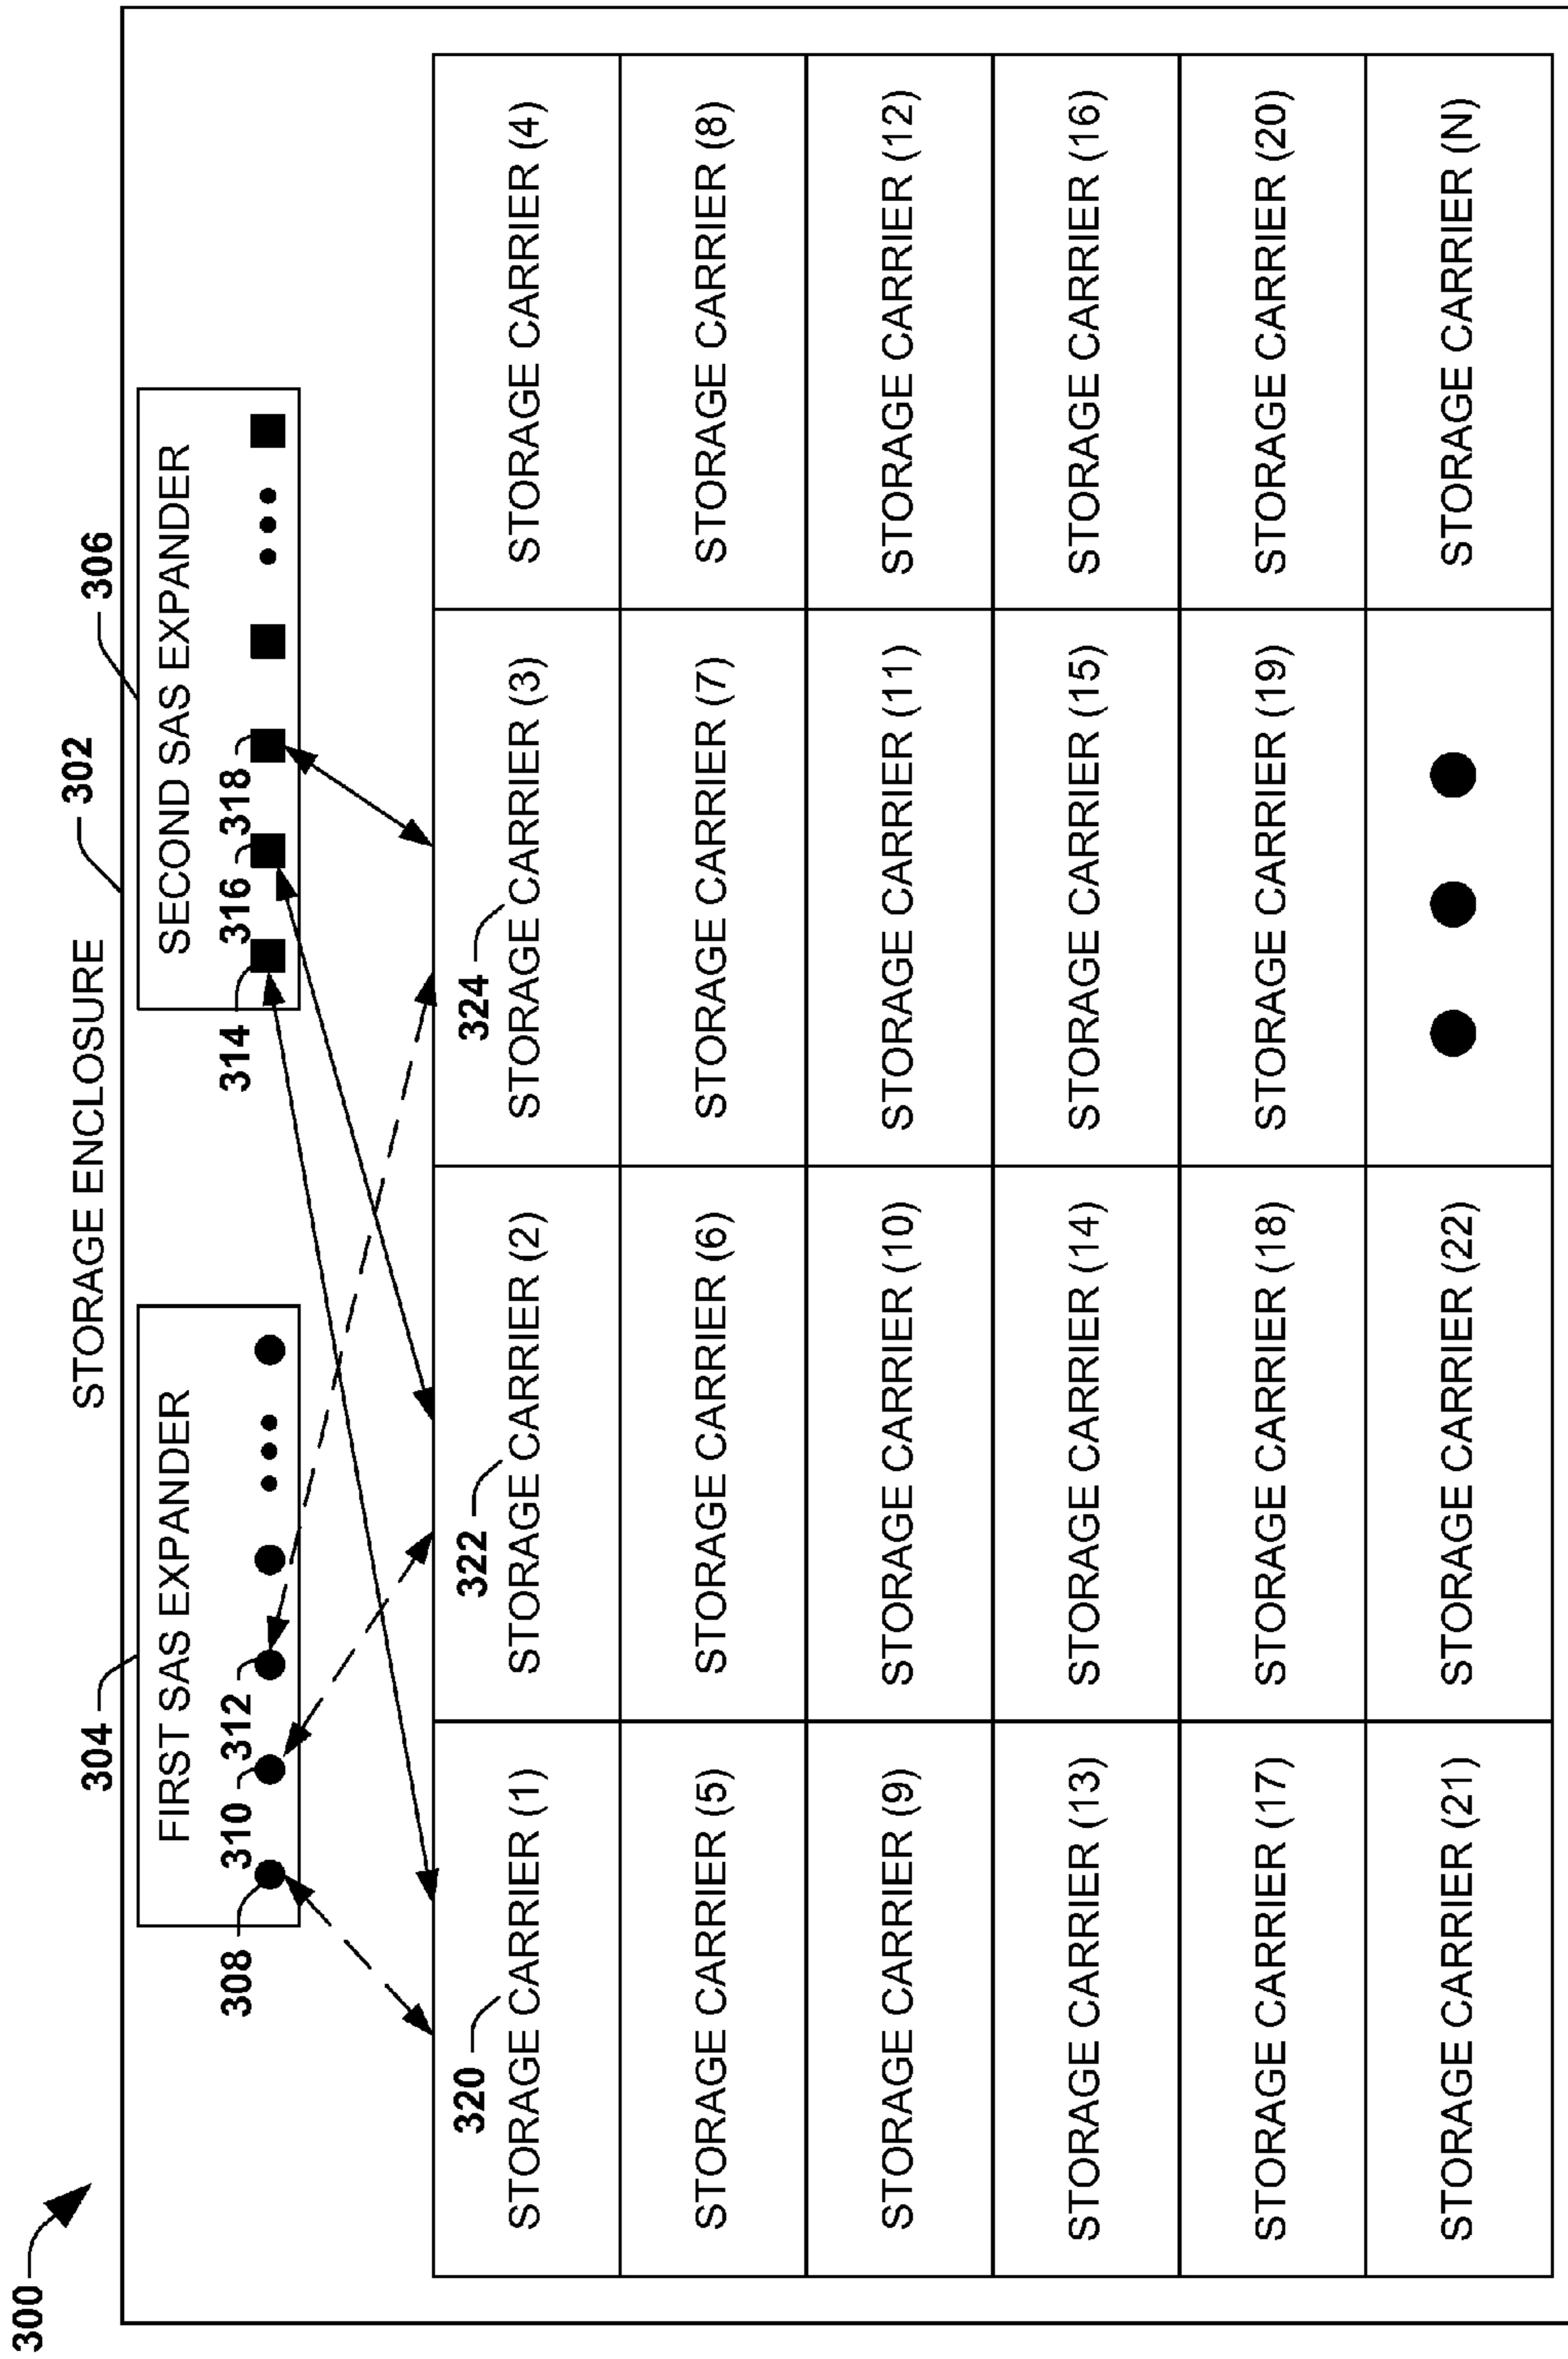 300
STORAGE ENCLOSURE
302
304
306
FIRST SAS EXPANDER
SECOND SAS EXPANDER
308
310
312
314
316
318
320
322
324
STORAGE CARRIER (1)
STORAGE CARRIER (2)
STORAGE CARRIER (3)
STORAGE CARRIER (4)
STORAGE CARRIER (5)
STORAGE CARRIER (6)
STORAGE CARRIER (7)
STORAGE CARRIER (8)
STORAGE CARRIER (9)
STORAGE CARRIER (10)
STORAGE CARRIER (11)
STORAGE CARRIER (12)
STORAGE CARRIER (13)
STORAGE CARRIER (14)
STORAGE CARRIER (15)
STORAGE CARRIER (16)
STORAGE CARRIER (17)
STORAGE CARRIER (18)
STORAGE CARRIER (19)
STORAGE CARRIER (20)
STORAGE CARRIER (21)
STORAGE CARRIER (22)
STORAGE CARRIER (N)